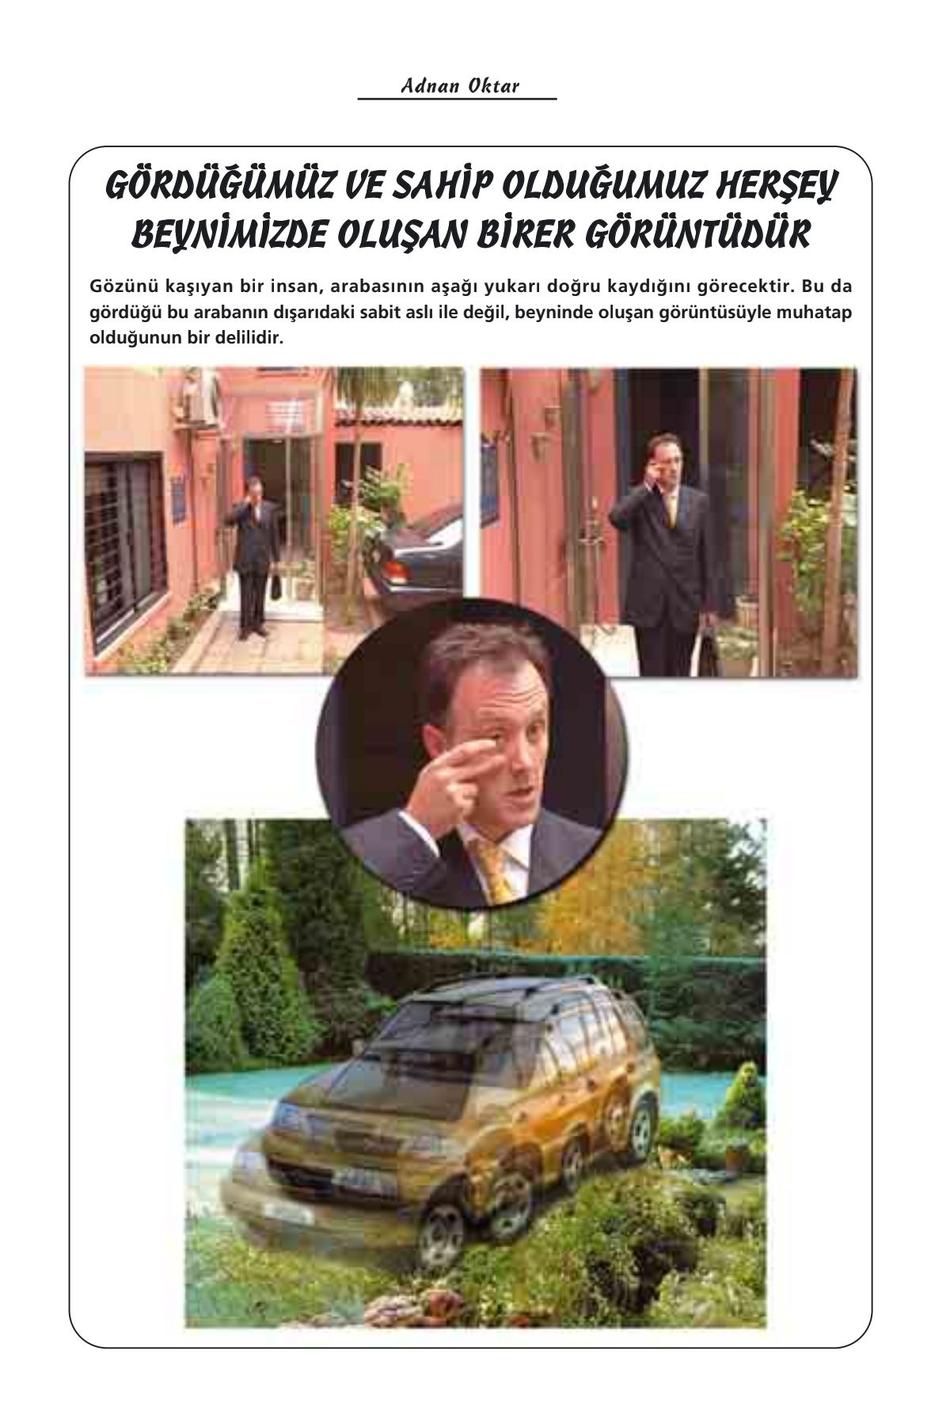 Adnan Oktar
GÖRDÜĞÜMÜZ VE SAHİP OLDUĞUMUZ HERŞEY
BEYNİMİZDE OLUŞAN BİRER GÖRÜNTÜDÜR
Gözünü kaşıyan bir insan, arabasının aşağı yukarı doğru kaydığını görecektir. Bu da
gördüğü bu arabanın dışarıdaki sabit aslı ile değil, beyninde oluşan görüntüsüyle muhatap
olduğunun bir delilidir.